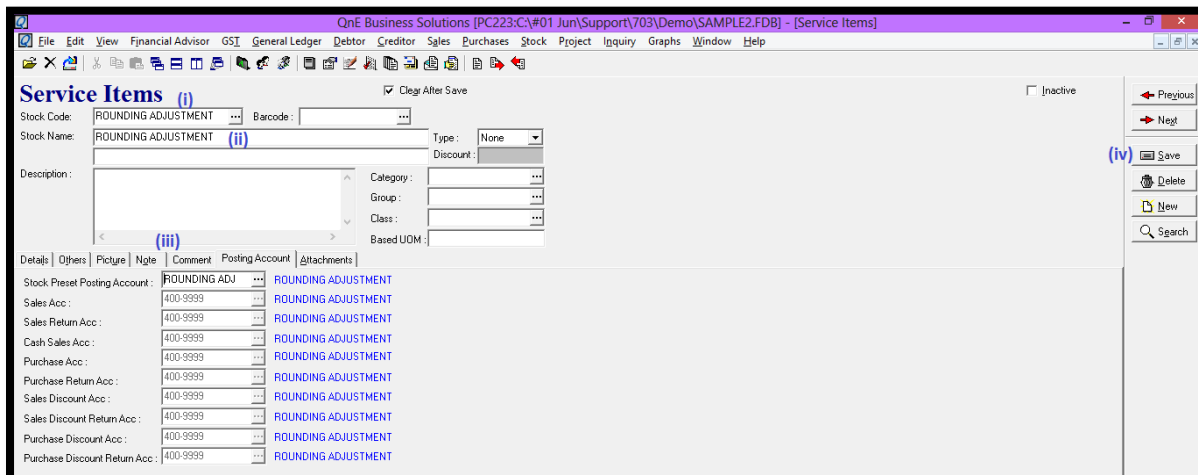 QnE Business Solutions [PC223:C:\#01 Jun\Support\703\Demo\SAMPLE2.FDB] - [Service Items]
File Edit View Financial Advisor GST General Ledger Debtor Creditor Sales Purchases Stock Project Inquiry Graphs Window Help
Service Items (i) Clear After Save Inactive
Previous
Stock Code: ROUNDING ADJUSTMENT ... Barcode : ...
Next
Stock Name: ROUNDING ADJUSTMENT (ii) Type : None
Discount :
(iv) Save
Description : Category : ...
Delete
Group : ...
New
Class : ...
Search
Based UOM :
(iii)
Details Others Picture Note Comment Posting Account Attachments
Stock Preset Posting Account : ROUNDING ADJ ... ROUNDING ADJUSTMENT
Sales Acc : 400-9999 ... ROUNDING ADJUSTMENT
Sales Return Acc : 400-9999 ... ROUNDING ADJUSTMENT
Cash Sales Acc : 400-9999 ... ROUNDING ADJUSTMENT
Purchase Acc : 400-9999 ... ROUNDING ADJUSTMENT
Purchase Return Acc : 400-9999 ... ROUNDING ADJUSTMENT
Sales Discount Acc : 400-9999 ... ROUNDING ADJUSTMENT
Sales Discount Return Acc : 400-9999 ... ROUNDING ADJUSTMENT
Purchase Discount Acc : 400-9999 ... ROUNDING ADJUSTMENT
Purchase Discount Return Acc : 400-9999 ... ROUNDING ADJUSTMENT